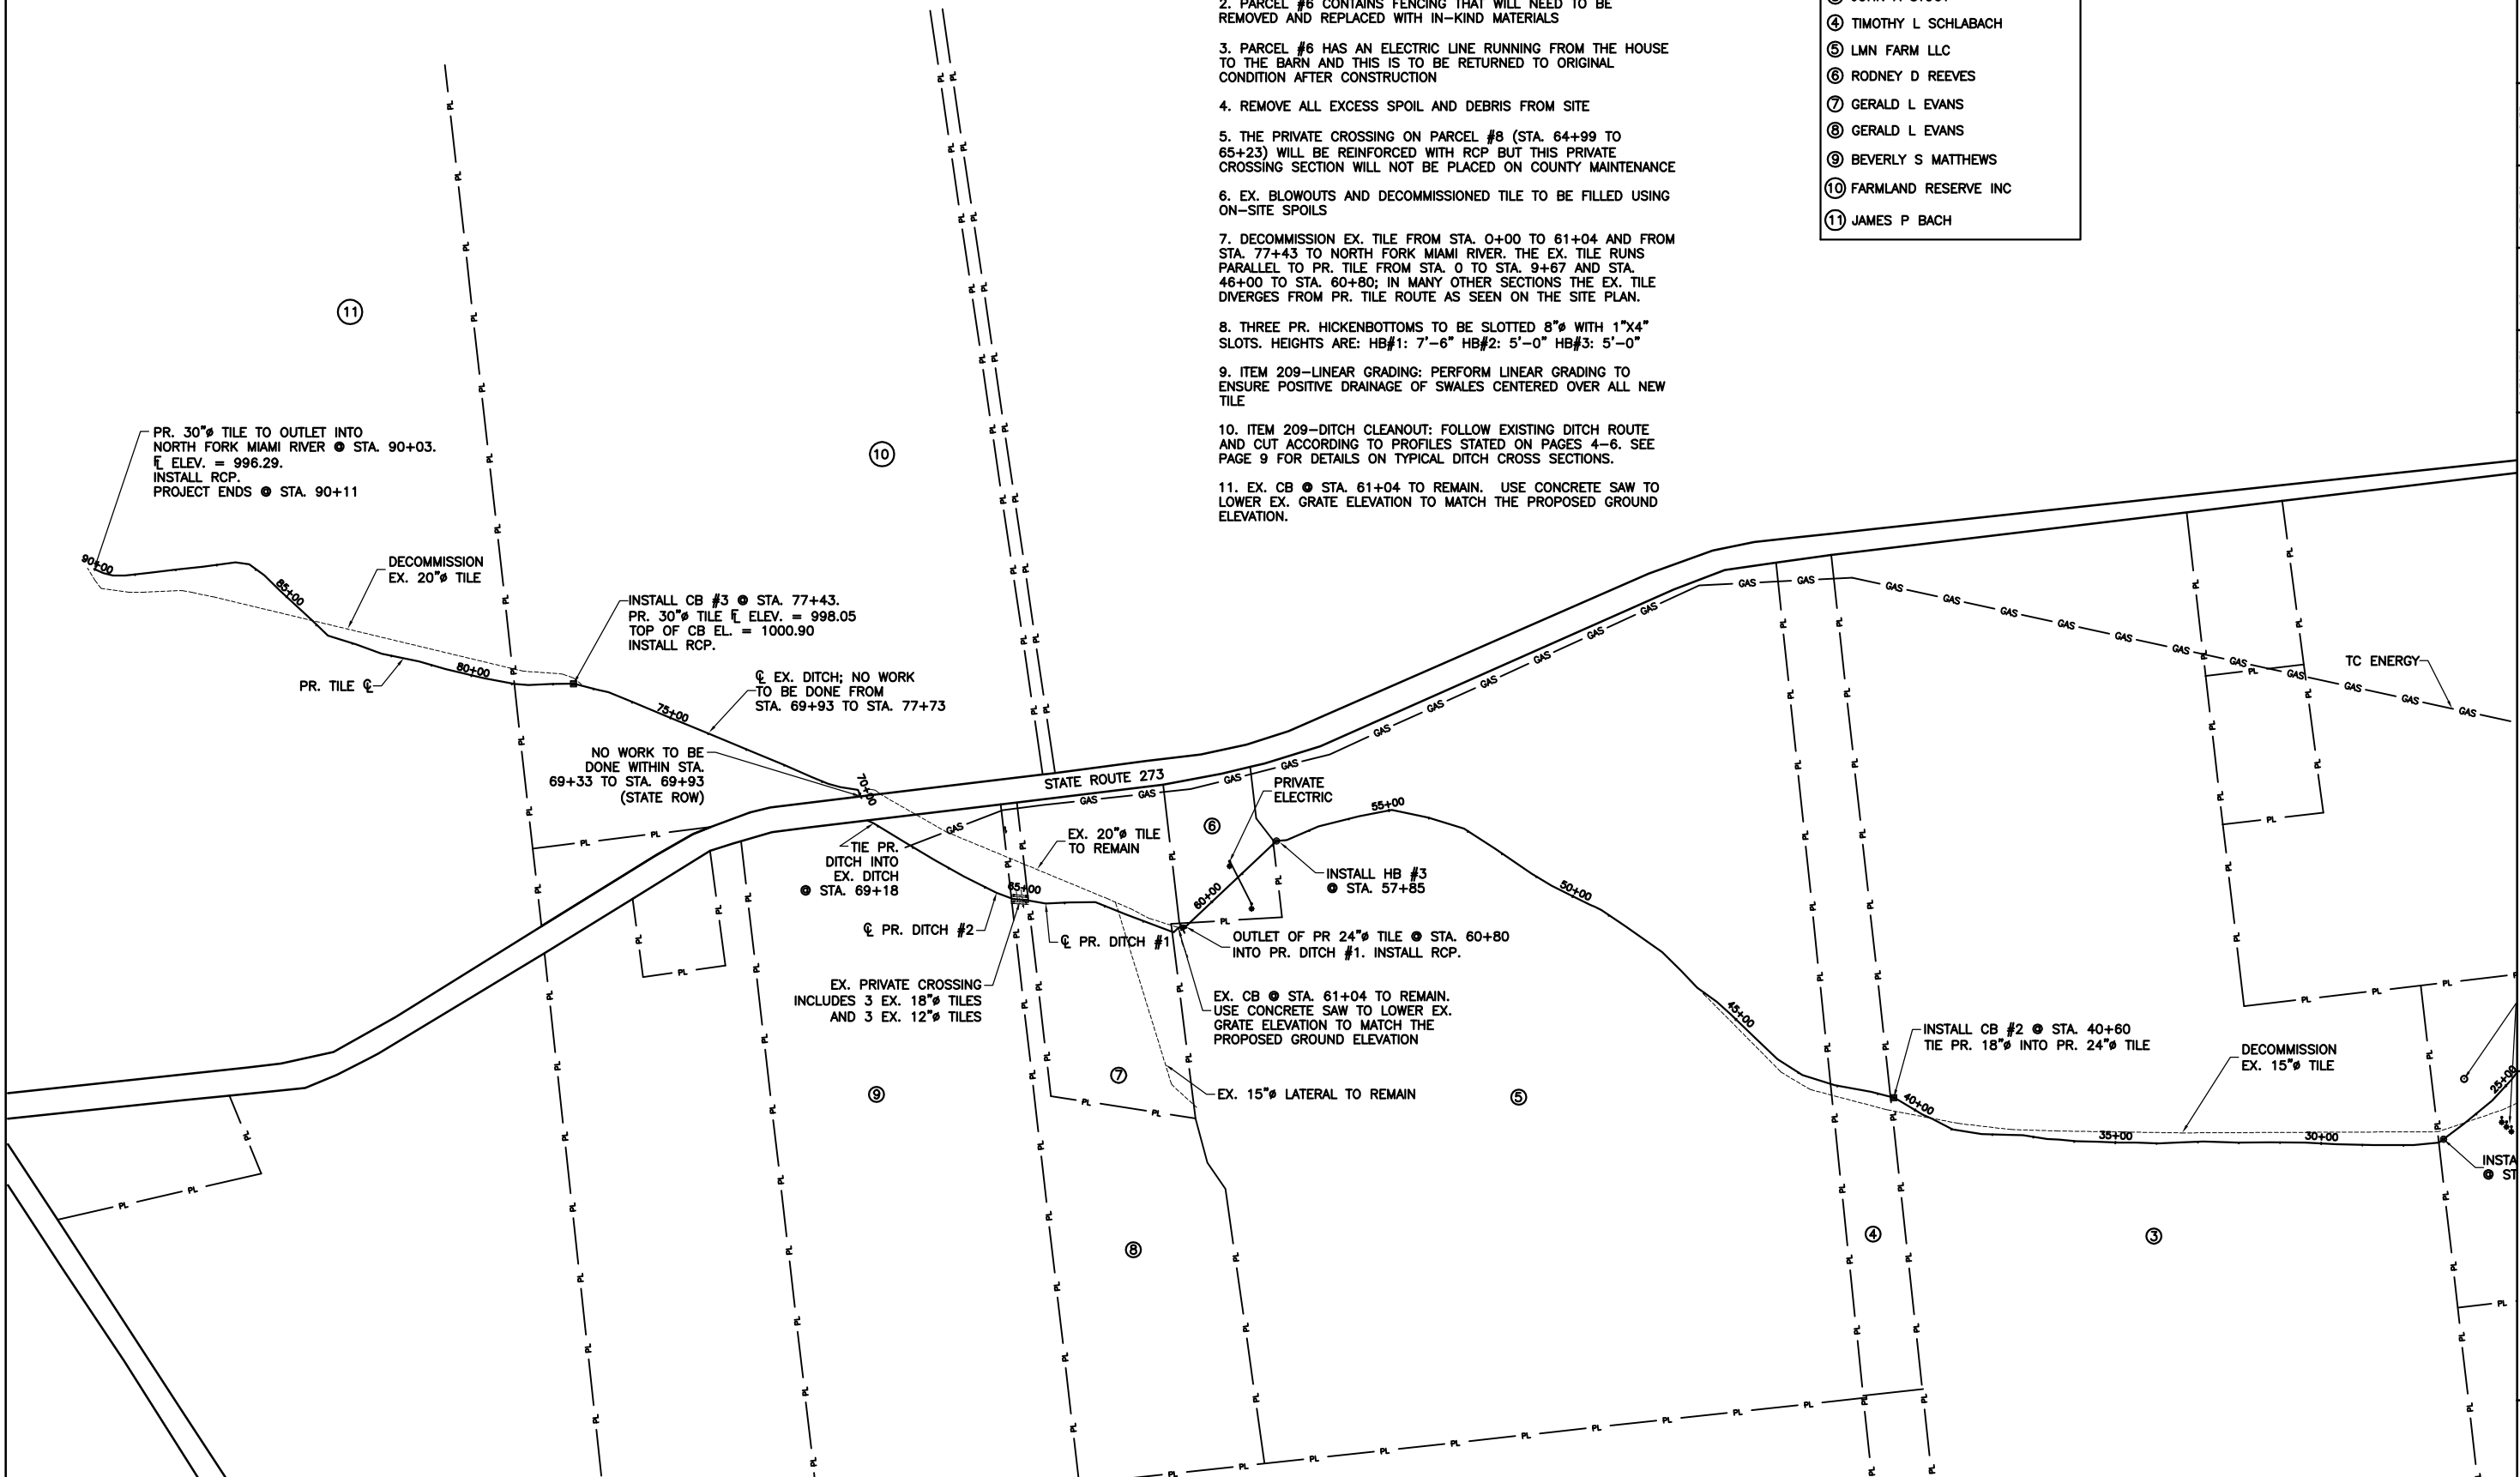 2. PARCEL #6 CONTAINS FENCING THAT WILL NEED TO BE
REMOVED AND REPLACED WITH IN-KIND MATERIALS
3. PARCEL #6 HAS AN ELECTRIC LINE RUNNING FROM THE HOUSE
TO THE BARN AND THIS IS TO BE RETURNED TO ORIGINAL
CONDITION AFTER CONSTRUCTION
4. REMOVE ALL EXCESS SPOIL AND DEBRIS FROM SITE
5. THE PRIVATE CROSSING ON PARCEL #8 (STA. 64+99 TO
65+23) WILL BE REINFORCED WITH RCP BUT THIS PRIVATE
CROSSING SECTION WILL NOT BE PLACED ON COUNTY MAINTENANCE
6. EX. BLOWOUTS AND DECOMMISSIONED TILE TO BE FILLED USING
ON-SITE SPOILS
7. DECOMMISSION EX. TILE FROM STA. 0+00 TO 61+04 AND FROM
STA. 77+43 TO NORTH FORK MIAMI RIVER. THE EX. TILE RUNS
PARALLEL TO PR. TILE FROM STA. 0 TO STA. 9+67 AND STA.
46+00 TO STA. 60+80; IN MANY OTHER SECTIONS THE EX. TILE
DIVERGES FROM PR. TILE ROUTE AS SEEN ON THE SITE PLAN.
8. THREE PR. HICKENBOTTOMS TO BE SLOTTED 8"ø WITH 1"X4"
SLOTS. HEIGHTS ARE: HB#1: 7'-6" HB#2: 5'-0" HB#3: 5'-0"
9. ITEM 209-LINEAR GRADING: PERFORM LINEAR GRADING TO
ENSURE POSITIVE DRAINAGE OF SWALES CENTERED OVER ALL NEW
TILE
10. ITEM 209-DITCH CLEANOUT: FOLLOW EXISTING DITCH ROUTE
AND CUT ACCORDING TO PROFILES STATED ON PAGES 4-6. SEE
PAGE 9 FOR DETAILS ON TYPICAL DITCH CROSS SECTIONS.
11. EX. CB @ STA. 61+04 TO REMAIN. USE CONCRETE SAW TO
LOWER EX. GRATE ELEVATION TO MATCH THE PROPOSED GROUND
ELEVATION.
4 TIMOTHY L SCHLABACH
5 LMN FARM LLC
6 RODNEY D REEVES
7 GERALD L EVANS
8 GERALD L EVANS
9 BEVERLY S MATTHEWS
10 FARMLAND RESERVE INC
11 JAMES P BACH
11
10
PR. 30"ø TILE TO OUTLET INTO
NORTH FORK MIAMI RIVER @ STA. 90+03.
℄ ELEV. = 996.29.
INSTALL RCP.
PROJECT ENDS @ STA. 90+11
90+00
85+00
DECOMMISSION
EX. 20"ø TILE
80+00
PR. TILE ℄
INSTALL CB #3 @ STA. 77+43.
PR. 30"ø TILE ℄ ELEV. = 998.05
TOP OF CB EL. = 1000.90
INSTALL RCP.
75+00
℄ EX. DITCH; NO WORK
TO BE DONE FROM
STA. 69+93 TO STA. 77+73
NO WORK TO BE
DONE WITHIN STA.
69+33 TO STA. 69+93
(STATE ROW)
70+00
STATE ROUTE 273
TIE PR.
DITCH INTO
EX. DITCH
@ STA. 69+18
EX. 20"ø TILE
TO REMAIN
65+00
℄ PR. DITCH #2
℄ PR. DITCH #1
EX. PRIVATE CROSSING
INCLUDES 3 EX. 18"ø TILES
AND 3 EX. 12"ø TILES
PRIVATE
ELECTRIC
6
60+00
55+00
INSTALL HB #3
@ STA. 57+85
OUTLET OF PR 24"ø TILE @ STA. 60+80
INTO PR. DITCH #1. INSTALL RCP.
EX. CB @ STA. 61+04 TO REMAIN.
USE CONCRETE SAW TO LOWER EX.
GRATE ELEVATION TO MATCH THE
PROPOSED GROUND ELEVATION
EX. 15"ø LATERAL TO REMAIN
50+00
45+00
40+00
INSTALL CB #2 @ STA. 40+60
TIE PR. 18"ø INTO PR. 24"ø TILE
DECOMMISSION
EX. 15"ø TILE
35+00
30+00
25+00
TC ENERGY
GAS
PL
7
9
5
8
4
3